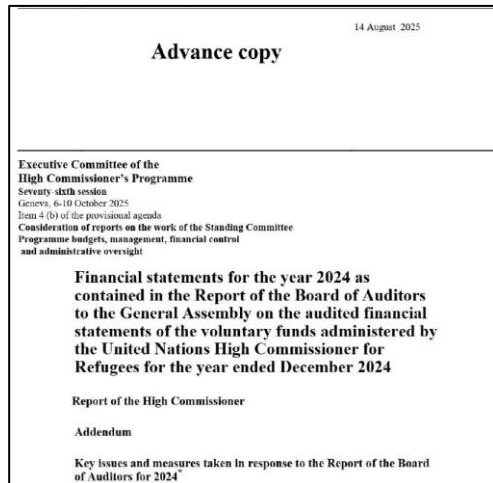 14 August 2025
Advance copy
Executive Committee of the
High Commissioner's Programme
Seventy-sixth session
Geneva, 6-10 October 2025
Item 4 (b) of the provisional agenda
Consideration of reports on the work of the Standing Committee
Programme budgets, management, financial control
and administrative oversight
Financial statements for the year 2024 as
contained in the Report of the Board of Auditors
to the General Assembly on the audited financial
statements of the voluntary funds administered by
the United Nations High Commissioner for
Refugees for the year ended December 2024
Report of the High Commissioner
Addendum
Key issues and measures taken in response to the Report of the Board
of Auditors for 2024*